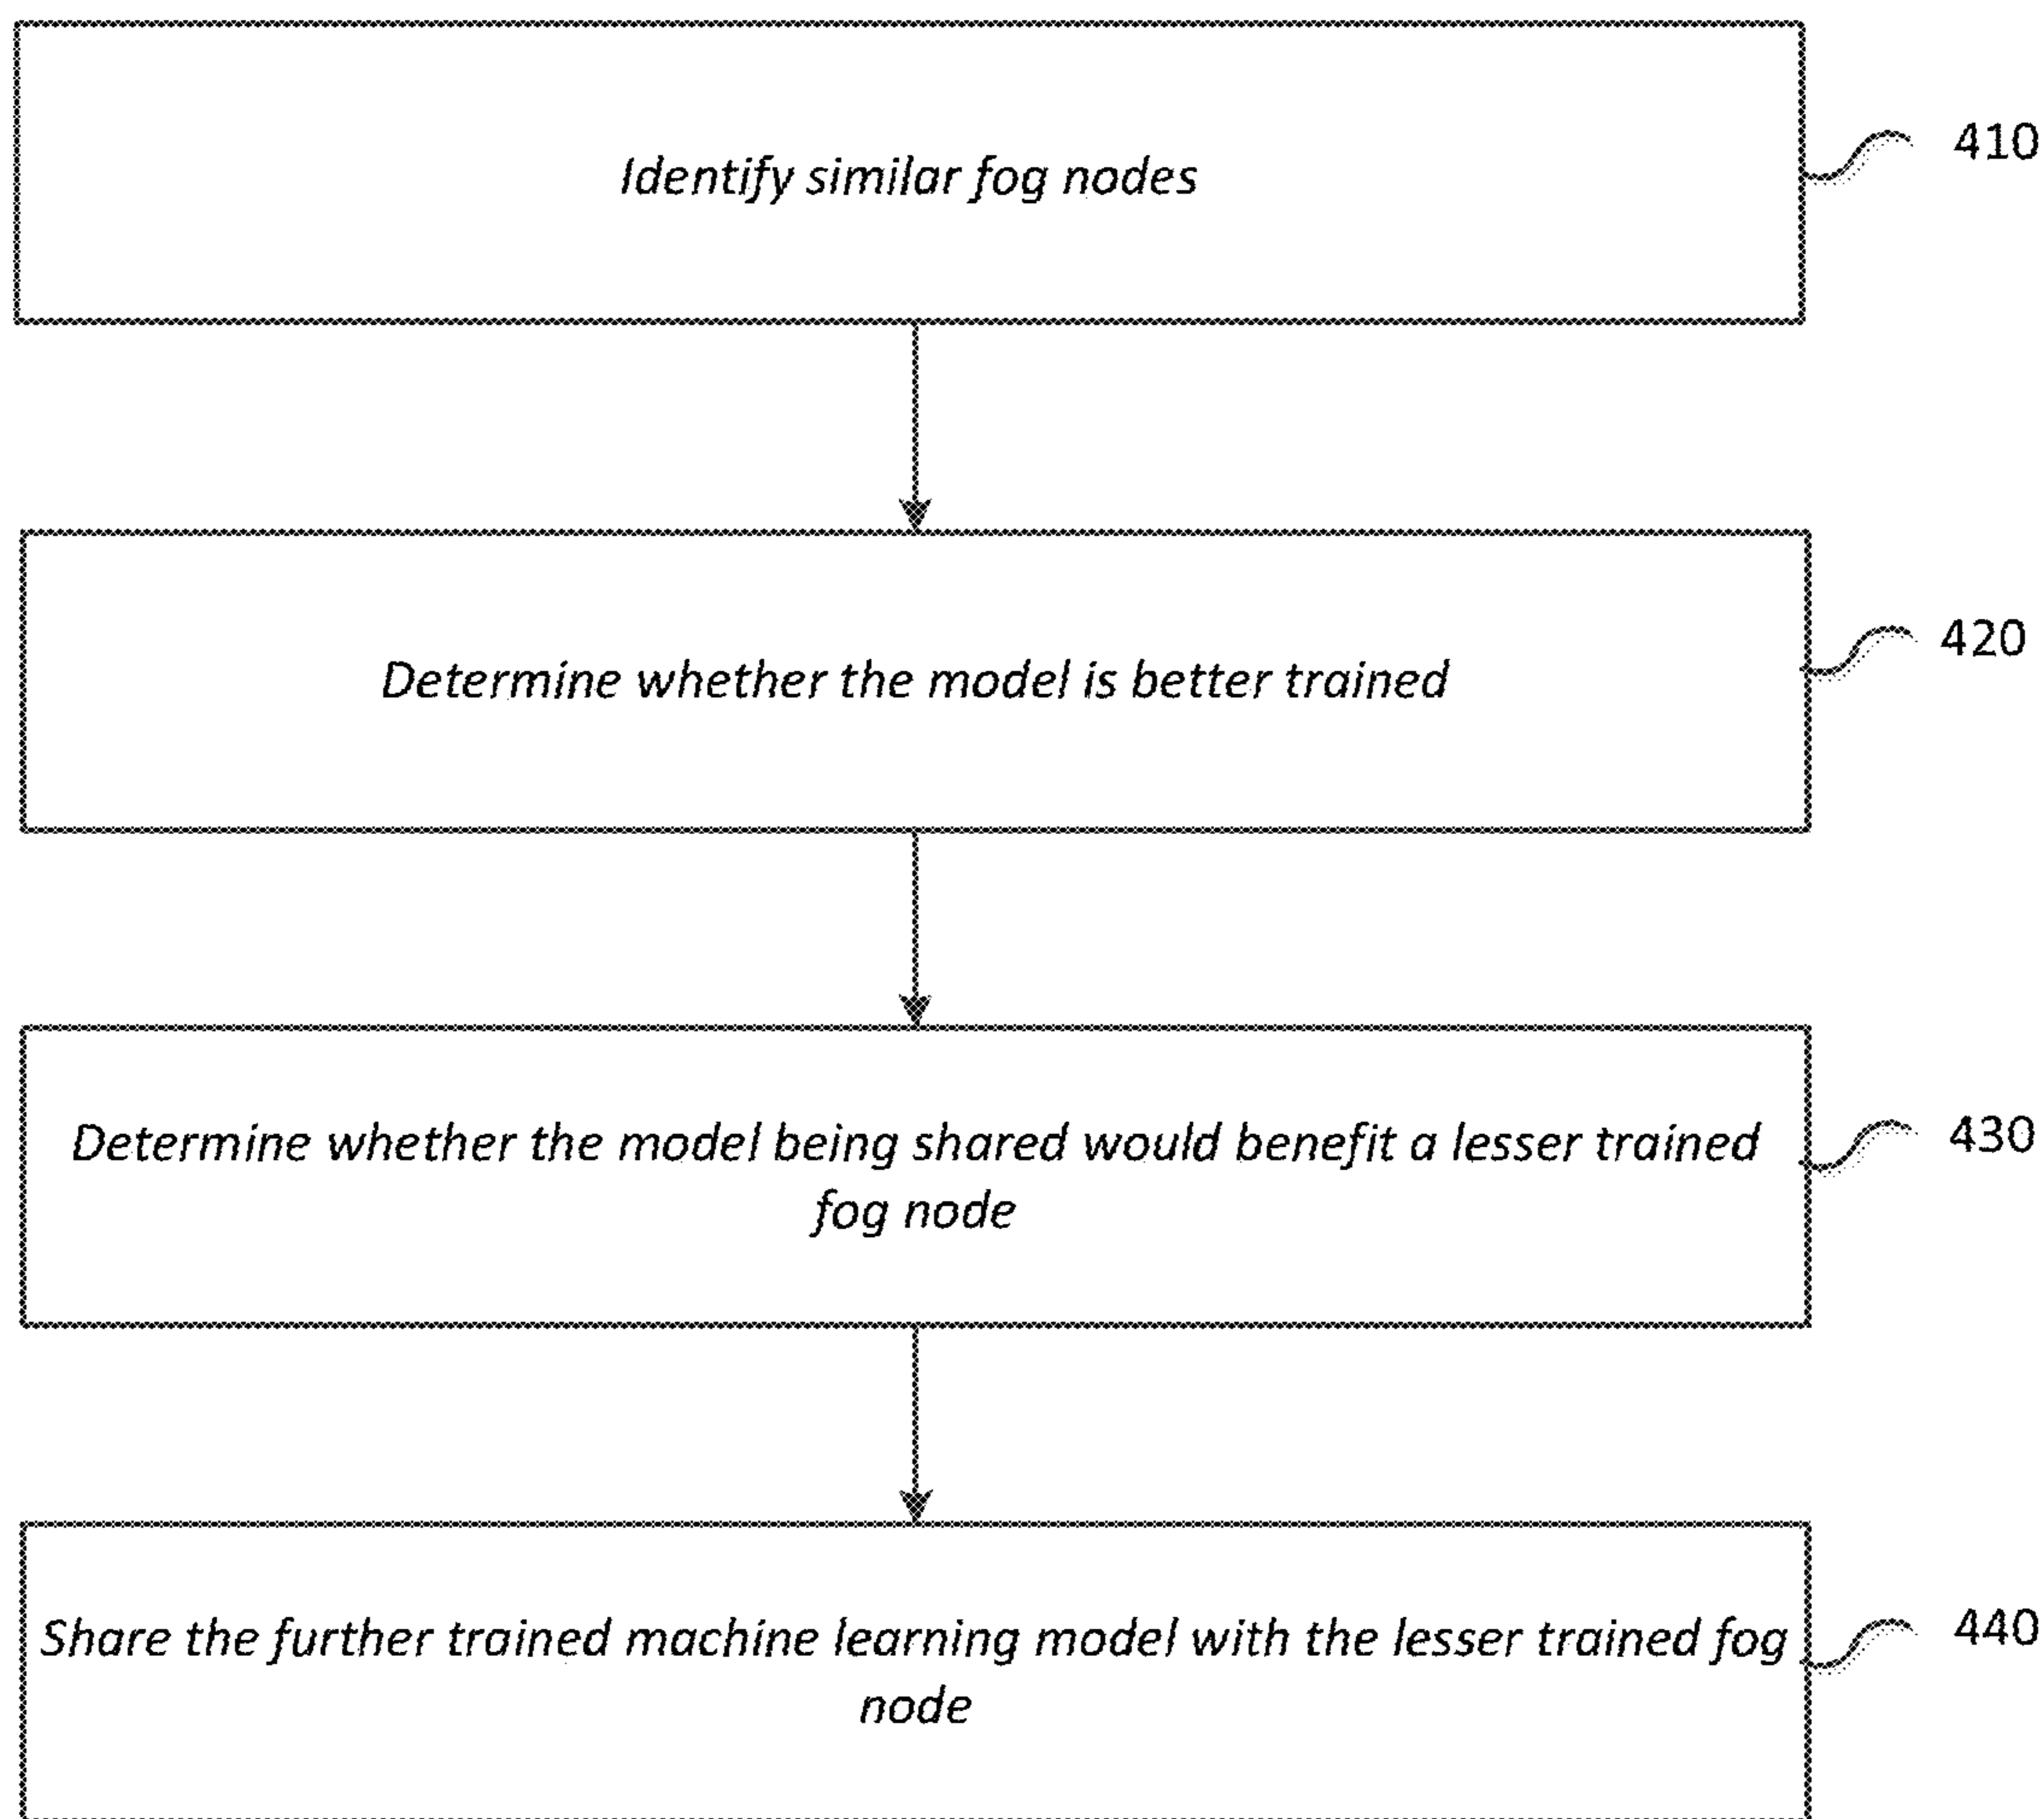 Identify similar fog nodes
410
Determine whether the model is better trained
420
Determine whether the model being shared would benefit a lesser trained
fog node
430
Share the further trained machine learning model with the lesser trained fog
node
440